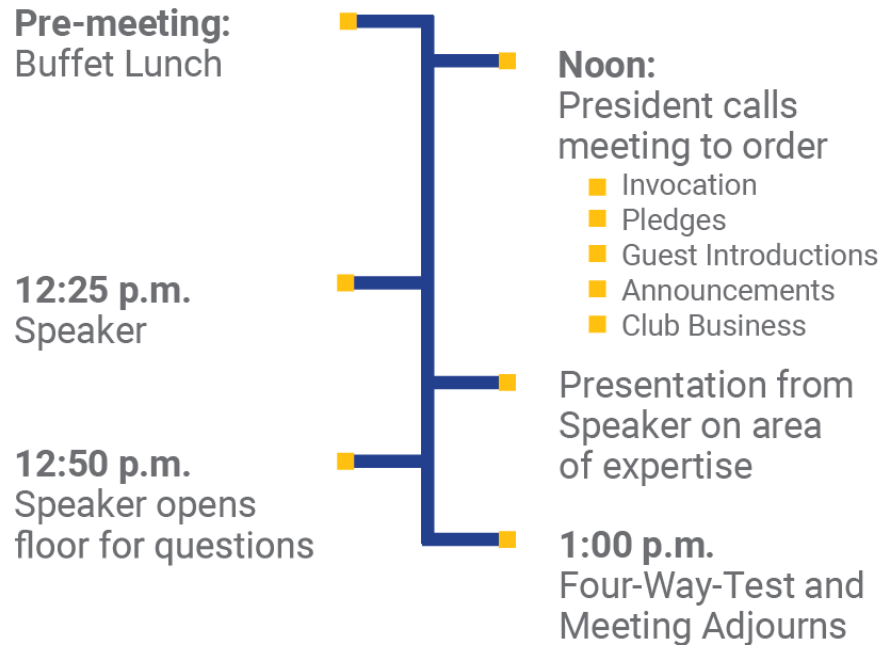 Pre-meeting:
Buffet Lunch
Noon:
President calls
meeting to order
Invocation
Pledges
Guest Introductions
Announcements
Club Business
12:25 p.m.
Speaker
Presentation from
Speaker on area
of expertise
12:50 p.m.
Speaker opens
floor for questions
1:00 p.m.
Four-Way-Test and
Meeting Adjourns